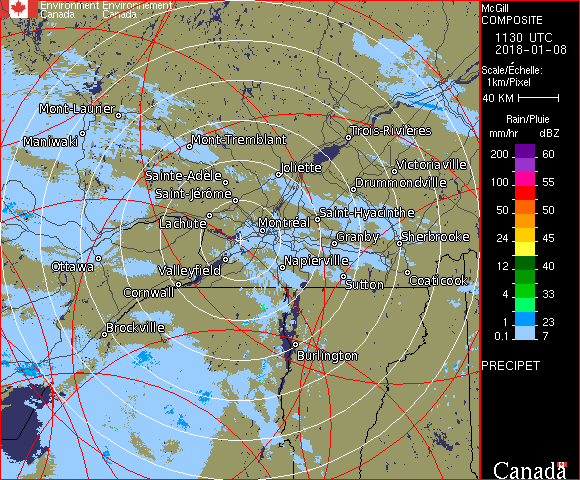 Environment Environnement
Canada Canada
McGill
COMPOSITE
1130 UTC
2018-01-08
Scale/Échelle:
1km/Pixel
40 KM
Rain/Pluie
mm/hr dBZ
200 60
150 57
100 55
50 50
24 45
12 40
4 33
1 23
0.1 7
PRECIPET
Canada
Mont-Laurier
Maniwaki
Mont-Tremblant
Trois-Rivières
Joliette
Victoriaville
Sainte-Adèle
Drummondville
Saint-Jérôme
Saint-Hyacinthe
Lachute
Montréal
Granby
Sherbrooke
Ottawa
Valleyfield
Napierville
Sutton
Coaticook
Cornwall
Brockville
Burlington